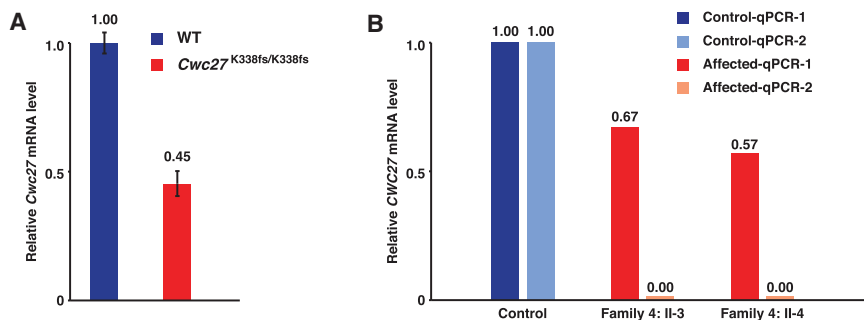 A
1.00
WT
Cwc27 K338fs/K338fs
1.0
0.45
0.5
0
Relative Cwc27 mRNA level
B
Control-qPCR-1
Control-qPCR-2
Affected-qPCR-1
Affected-qPCR-2
1.00 1.00
1.0
0.67
0.57
0.5
0.00
0.00
0
Relative CWC27 mRNA level
Control Family 4: II-3 Family 4: II-4